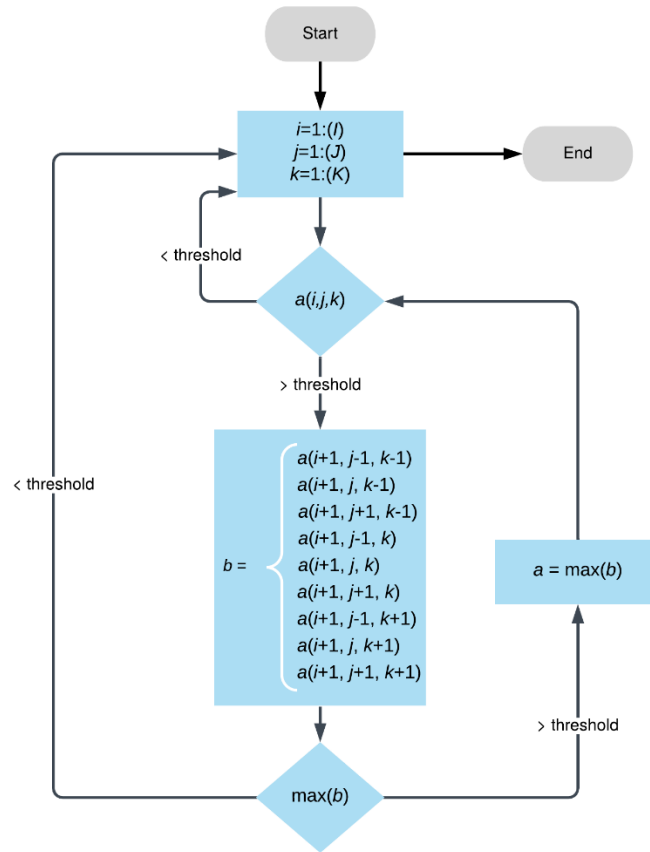 Start
i=1:(I)
j=1:(J)
k=1:(K)
End
< threshold
a(i,j,k)
> threshold
a(i+1, j-1, k-1)
a(i+1, j, k-1)
a(i+1, j+1, k-1)
a(i+1, j-1, k)
b =
a(i+1, j, k)
a(i+1, j+1, k)
a(i+1, j-1, k+1)
a(i+1, j, k+1)
a(i+1, j+1, k+1)
< threshold
a = max(b)
> threshold
max(b)